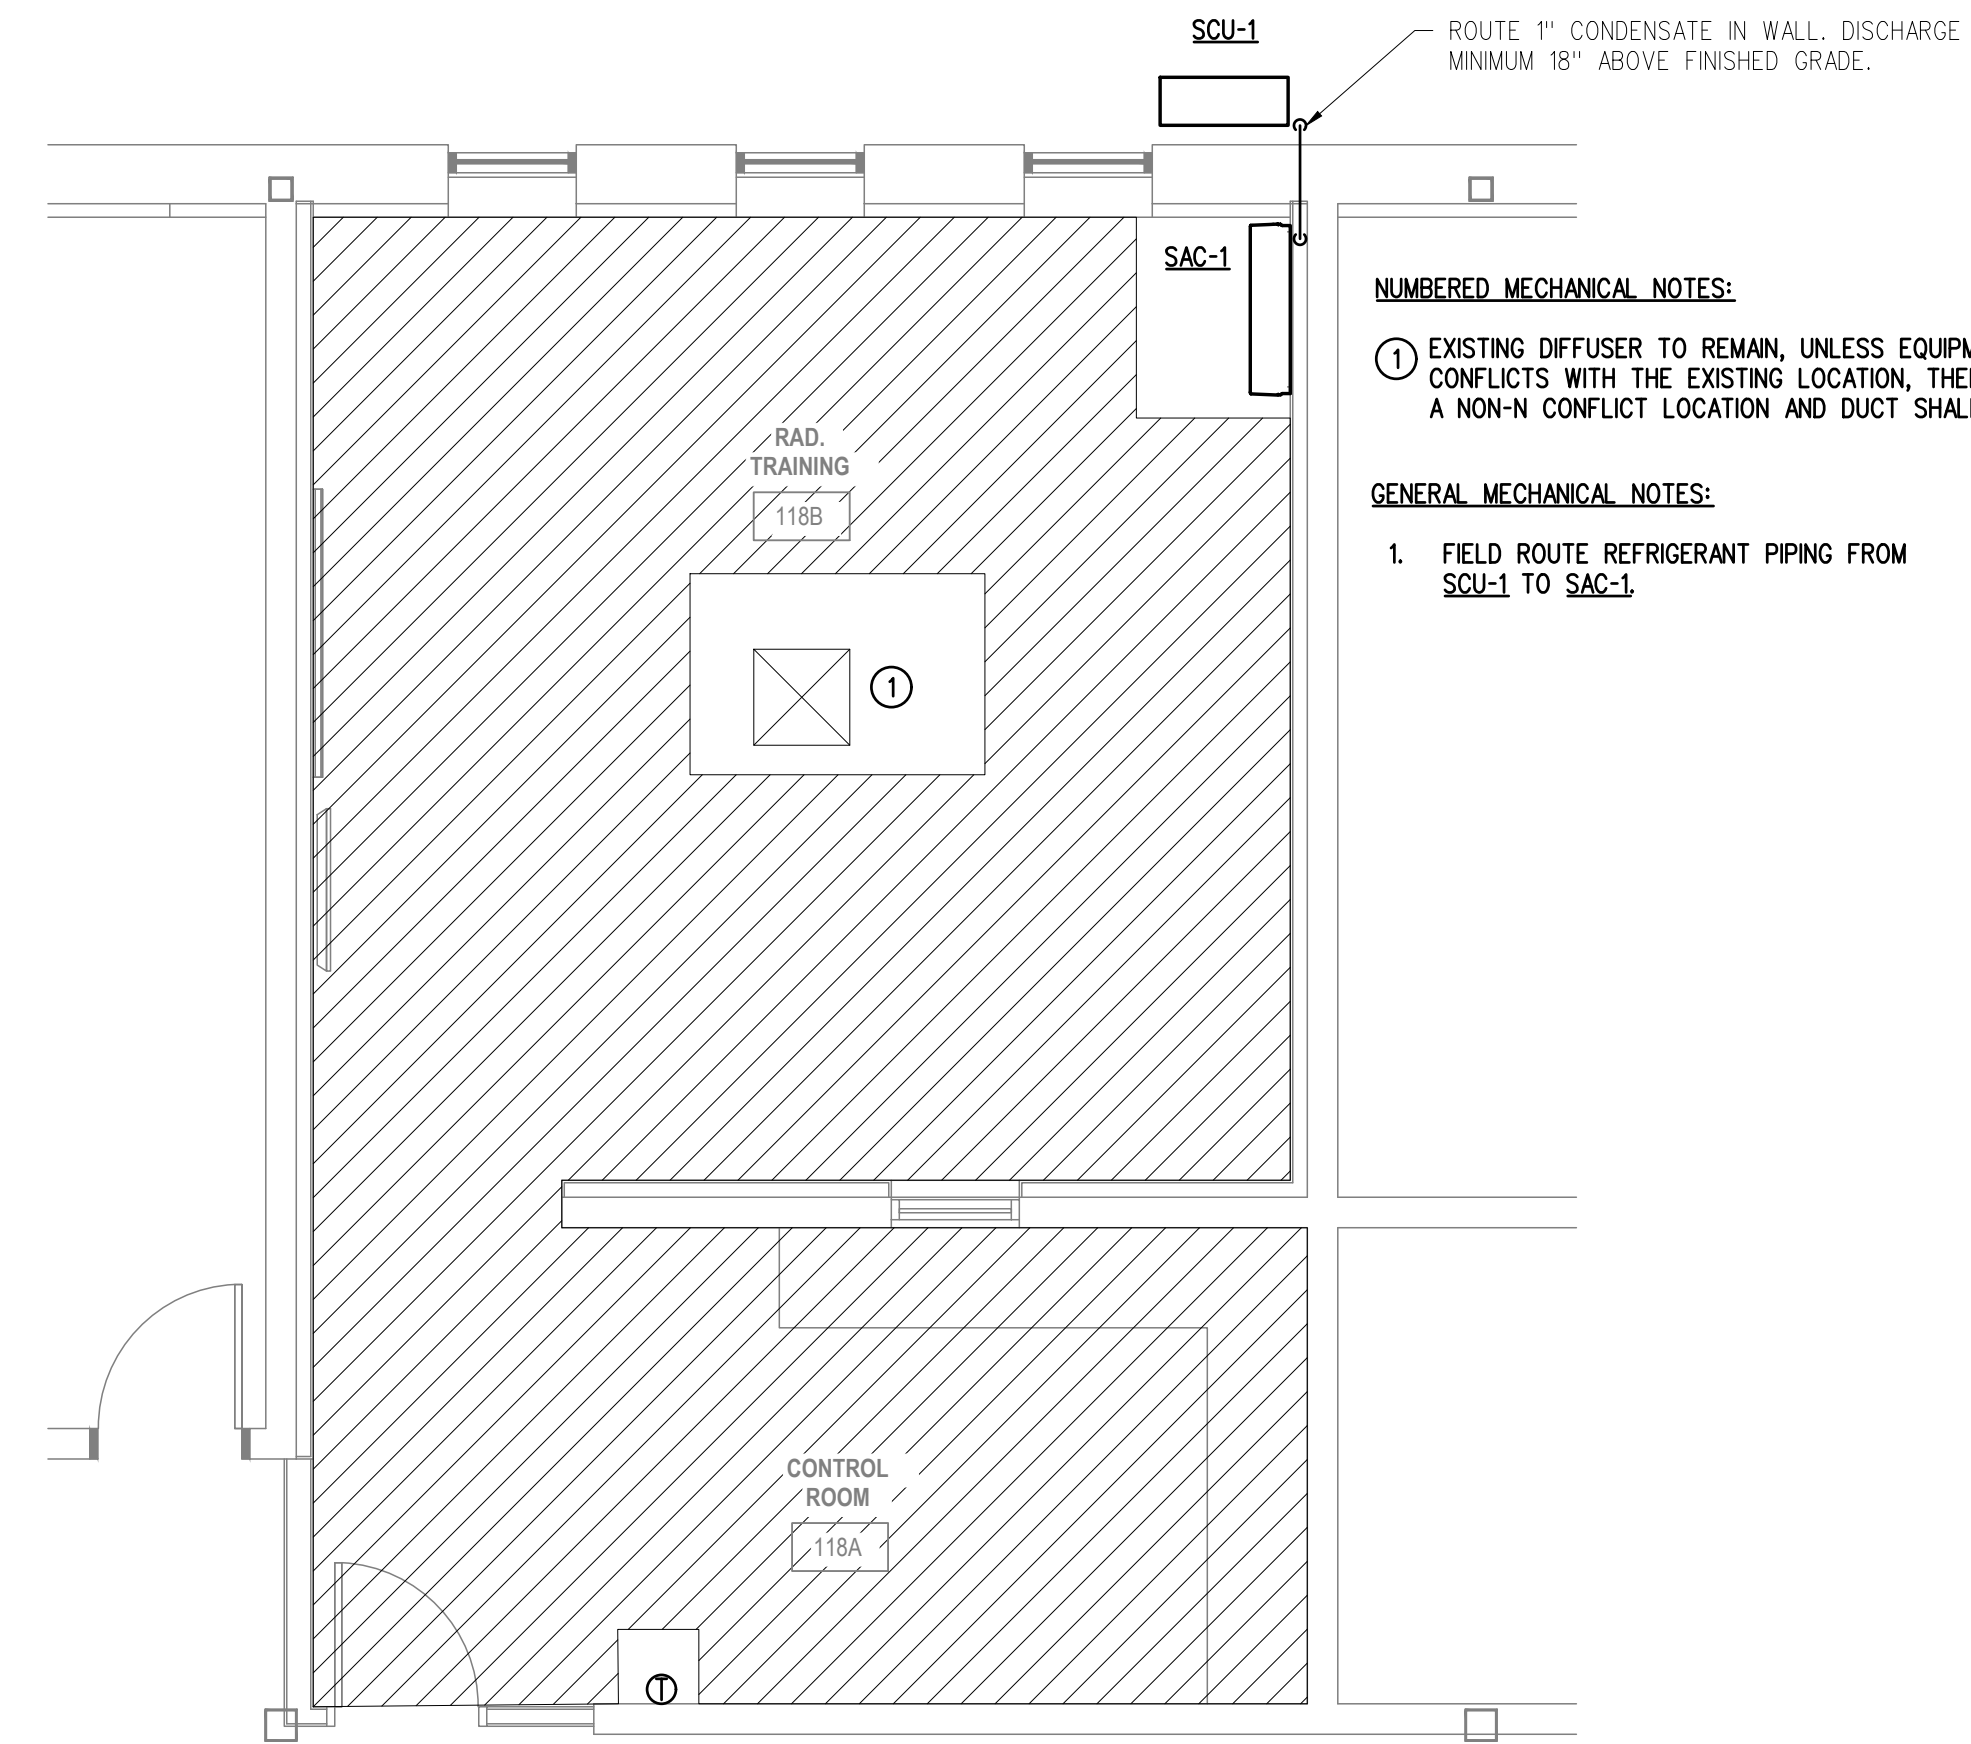 SCU-1
ROUTE 1" CONDENSATE IN WALL. DISCHARGE
MINIMUM 18" ABOVE FINISHED GRADE.
SAC-1
NUMBERED MECHANICAL NOTES:
1 EXISTING DIFFUSER TO REMAIN, UNLESS
CONFLICTS WITH THE EXISTING LOCATION,
A NON-N CONFLICT LOCATION AND DUCT
GENERAL MECHANICAL NOTES:
1. FIELD ROUTE REFRIGERANT PIPING FROM
SCU-1 TO SAC-1.
RAD.
TRAINING
118B
1
CONTROL
ROOM
118A
T